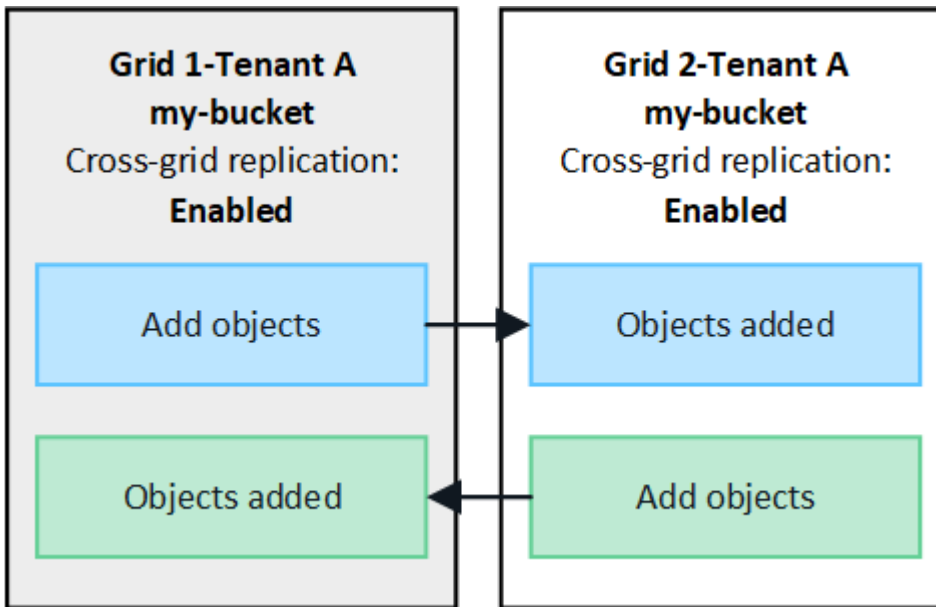 Grid 1-Tenant A
my-bucket
Cross-grid replication:
Enabled
Add objects
Objects added
Grid 2-Tenant A
my-bucket
Cross-grid replication:
Enabled
Objects added
Add objects